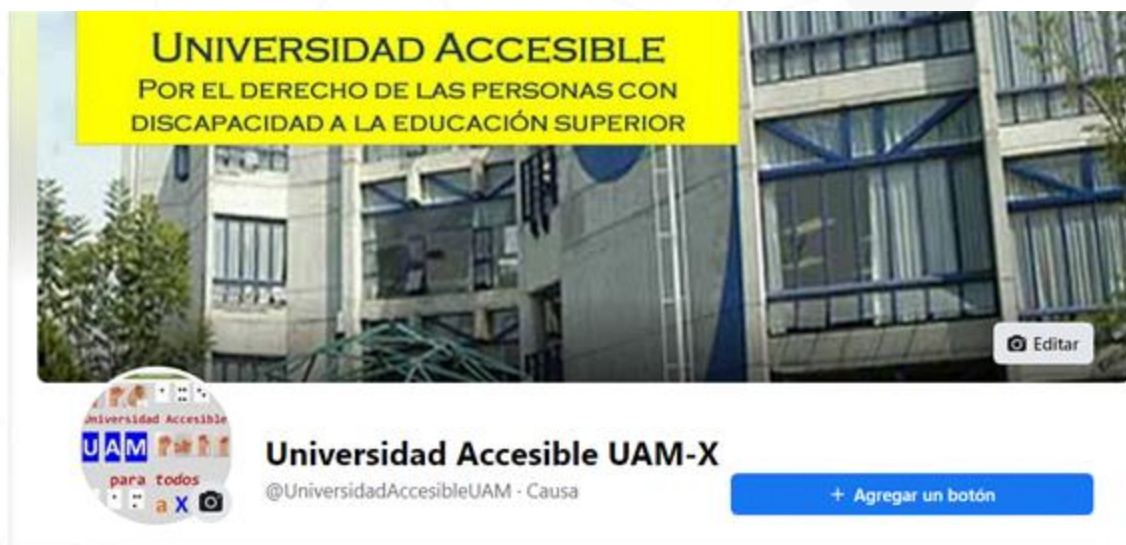 UNIVERSIDAD ACCESIBLE
POR EL DERECHO DE LAS PERSONAS CON
DISCAPACIDAD A LA EDUCACIÓN SUPERIOR
Editar
Universidad Accesible
UAM
para todos
a X
Universidad Accesible UAM-X
@UniversidadAccesibleUAM · Causa
+ Agregar un botón